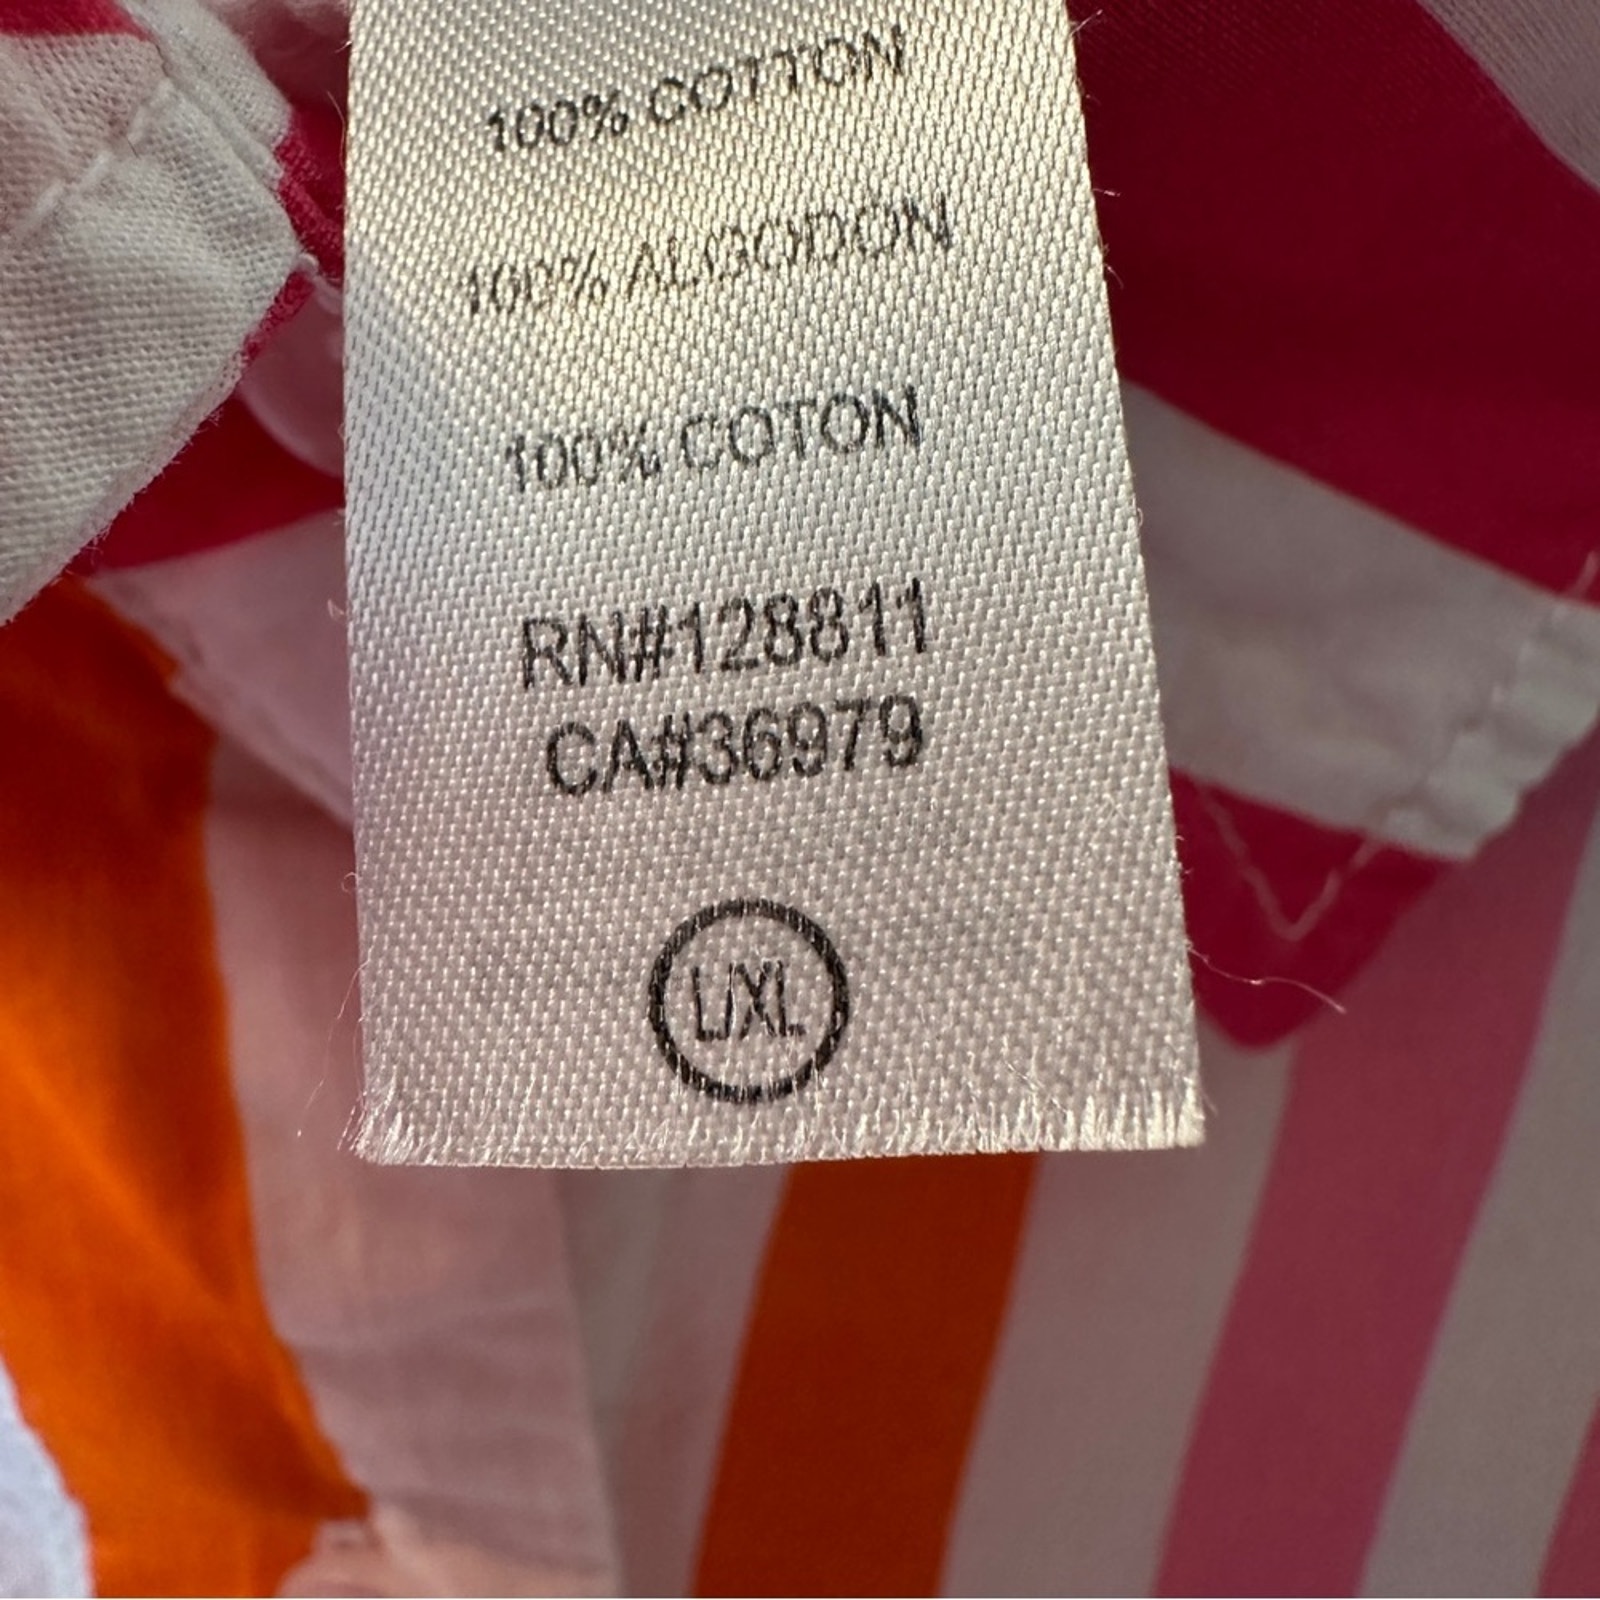 100% COTTON
100% ALGODON
100% COTON
RN#128811
CA#36979
L/XL